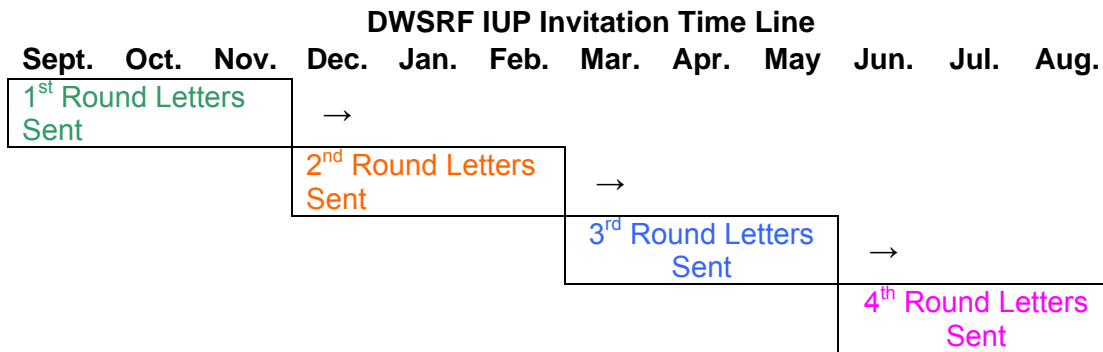 DWSRF IUP Invitation Time Line
Sept. Oct. Nov. Dec. Jan. Feb. Mar. Apr. May Jun. Jul. Aug.
1st Round Letters
Sent
→
2nd Round Letters
Sent
→
3rd Round Letters
Sent
→
4th Round Letters
Sent